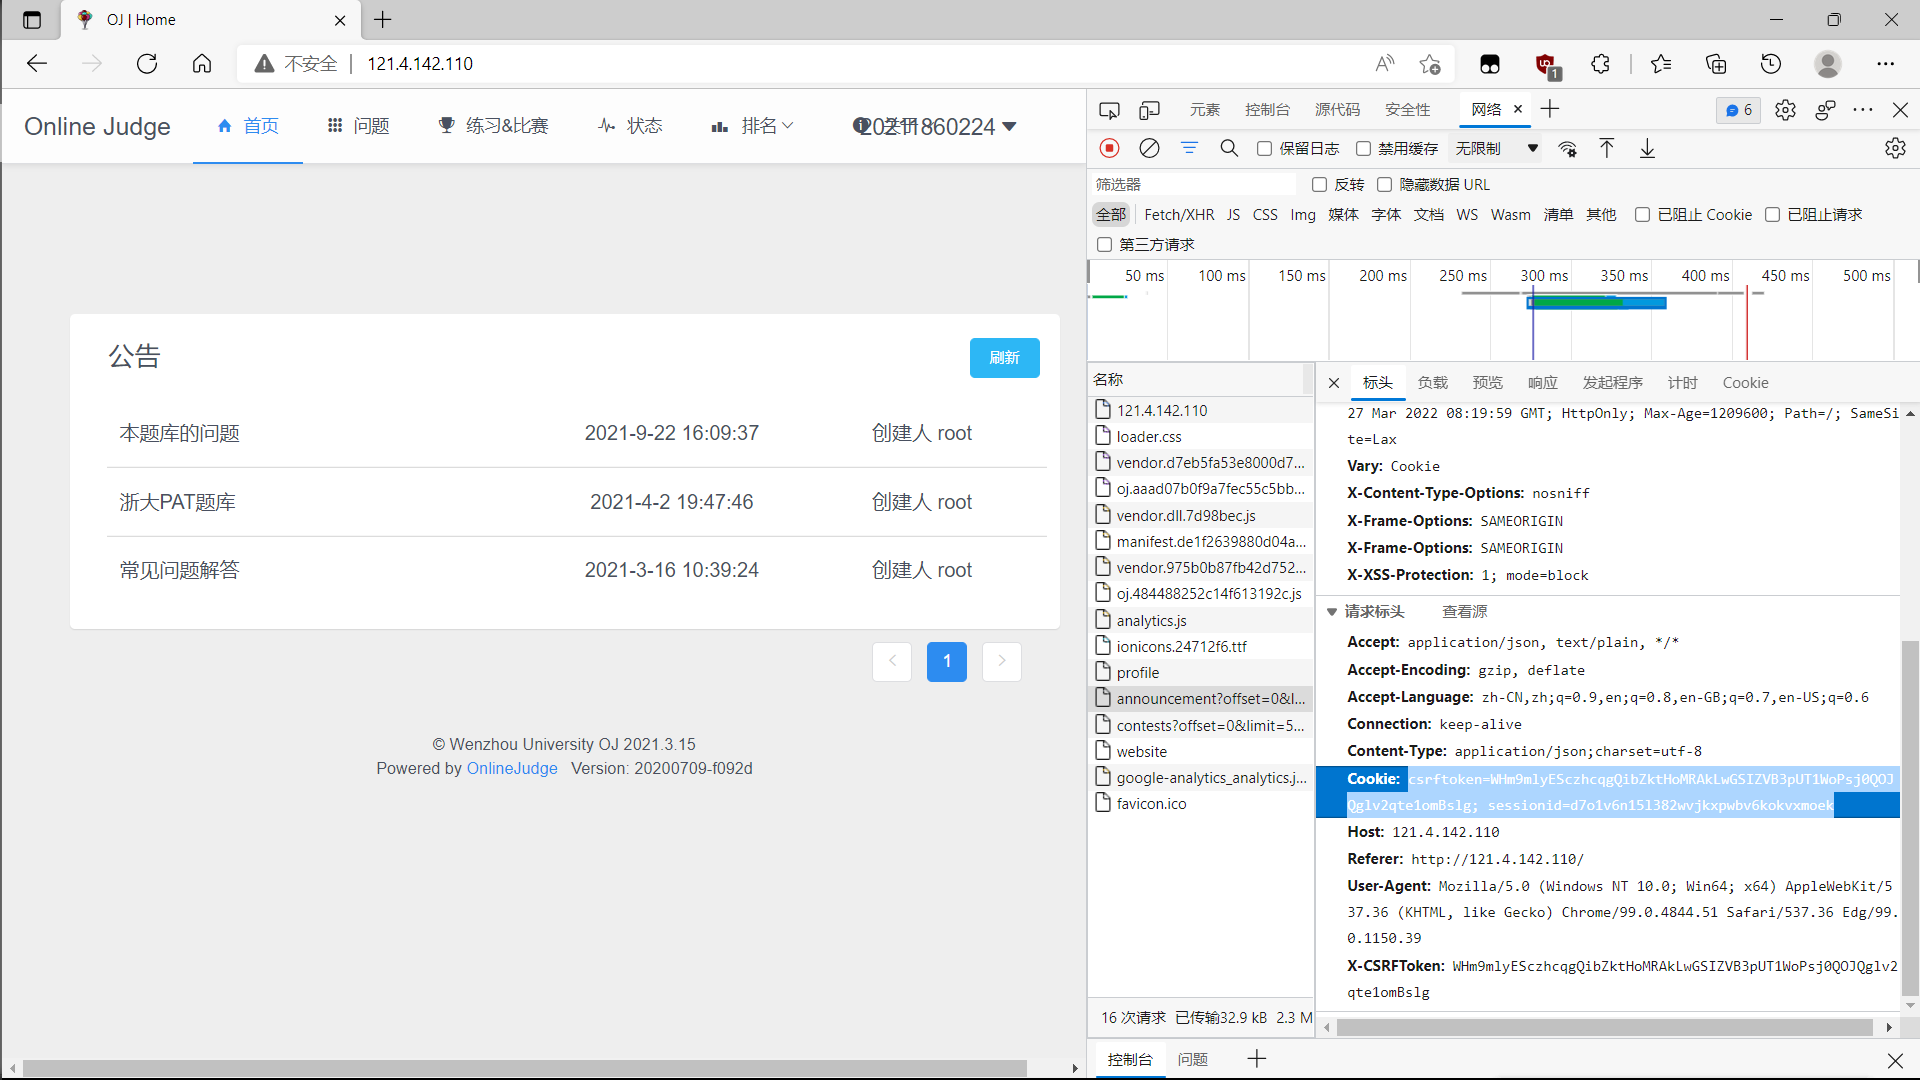 OJ | Home
不安全 | 121.4.142.110
1
Online Judge
首页
问题
练习&比赛
状态
排名
20211860224
公告
刷新
本题库的问题 2021-9-22 16:09:37 创建人 root
浙大PAT题库 2021-4-2 19:47:46 创建人 root
常见问题解答 2021-3-16 10:39:24 创建人 root
1
© Wenzhou University OJ 2021.3.15
Powered by OnlineJudge Version: 20200709-f092d
元素 控制台 源代码 安全性 网络
6
保留日志 禁用缓存 无限制
筛选器 反转 隐藏数据 URL
全部 Fetch/XHR JS CSS Img 媒体 字体 文档 WS Wasm 清单 其他 已阻止 Cookie 已阻止请求
第三方请求
50 ms 100 ms 150 ms 200 ms 250 ms 300 ms 350 ms 400 ms 450 ms 500 ms
名称
121.4.142.110
loader.css
vendor.d7eb5fa53e8000d7...
oj.aaad07b0f9a7fec55c5bb...
vendor.dll.7d98bec.js
manifest.de1f2639880d04a...
vendor.975b0b87fb42d752...
oj.484488252c14f613192c.js
analytics.js
ionicons.24712f6.ttf
profile
announcement?offset=0&l...
contests?offset=0&limit=5...
website
google-analytics_analytics.j...
favicon.ico
16 次请求 已传输32.9 kB 2.3 M
标头 负载 预览 响应 发起程序 计时 Cookie
27 Mar 2022 08:19:59 GMT; HttpOnly; Max-Age=1209600; Path=/; SameSi
te=Lax
Vary: Cookie
X-Content-Type-Options: nosniff
X-Frame-Options: SAMEORIGIN
X-Frame-Options: SAMEORIGIN
X-XSS-Protection: 1; mode=block
请求标头 查看源
Accept: application/json, text/plain, */*
Accept-Encoding: gzip, deflate
Accept-Language: zh-CN,zh;q=0.9,en;q=0.8,en-GB;q=0.7,en-US;q=0.6
Connection: keep-alive
Content-Type: application/json;charset=utf-8
Cookie: csrftoken=WHm9mlyESczhcqgQibZktHoMRAkLwGSIZVB3pUT1WoPsj0QOJ
Qglv2qte1omBslg; sessionid=d7o1v6n15l382wvjkxpwbv6kokvxmoek
Host: 121.4.142.110
Referer: http://121.4.142.110/
User-Agent: Mozilla/5.0 (Windows NT 10.0; Win64; x64) AppleWebKit/5
37.36 (KHTML, like Gecko) Chrome/99.0.4844.51 Safari/537.36 Edg/99.
0.1150.39
X-CSRFToken: WHm9mlyESczhcqgQibZktHoMRAkLwGSIZVB3pUT1WoPsj0QOJQglv2
qte1omBslg
控制台 问题